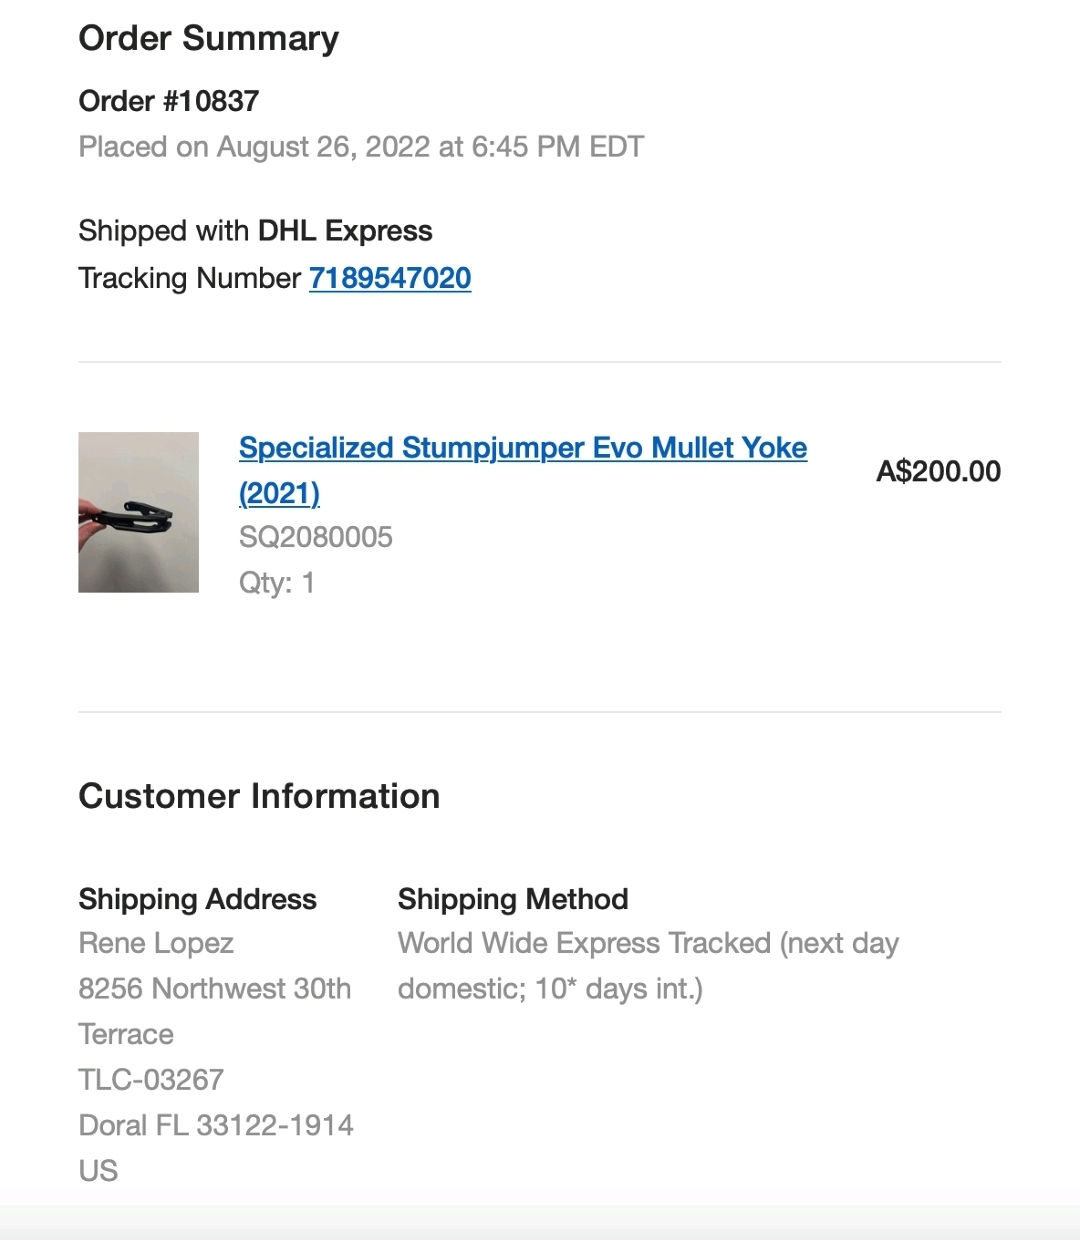 Order Summary
Order #10837
Placed on August 26, 2022 at 6:45 PM EDT
Shipped with DHL Express
Tracking Number 7189547020
Specialized Stumpjumper Evo Mullet Yoke
(2021)
A$200.00
SQ2080005
Qty: 1
Customer Information
Shipping Address
Rene Lopez
8256 Northwest 30th
Terrace
TLC-03267
Doral FL 33122-1914
US
Shipping Method
World Wide Express Tracked (next day
domestic; 10* days int.)